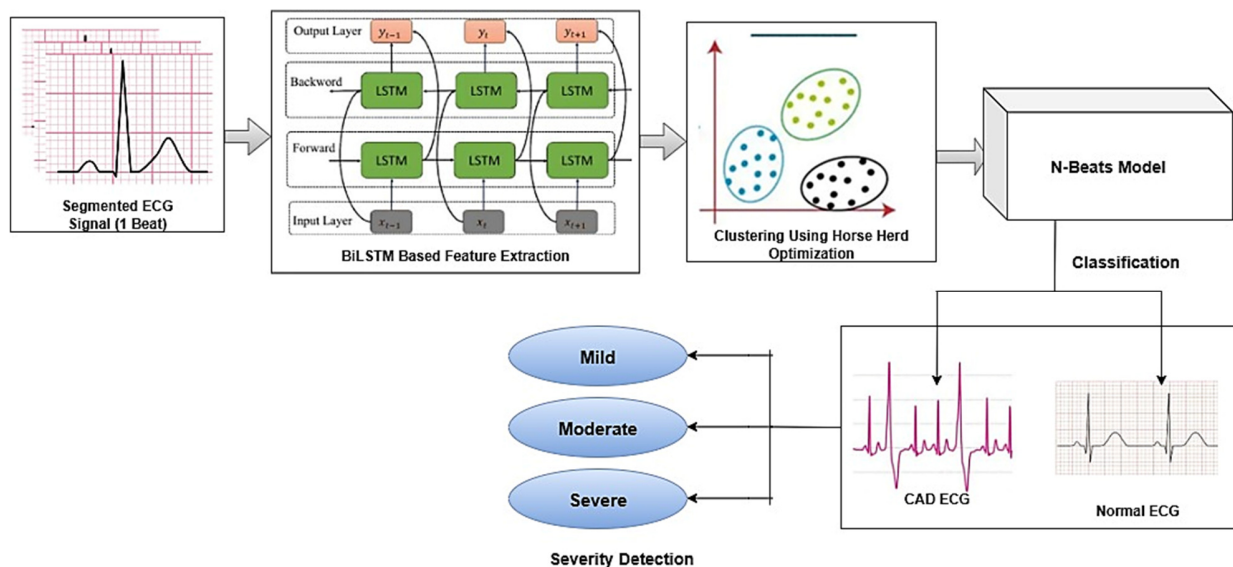 Segmented ECG
Signal (1 Beat)
Output Layer
y_{t-1}
y_t
y_{t+1}
Backword
LSTM
LSTM
LSTM
Forward
LSTM
LSTM
LSTM
Input Layer
x_{t-1}
x_t
x_{t+1}
BiLSTM Based Feature Extraction
Clustering Using Horse Herd
Optimization
N-Beats Model
Classification
CAD ECG
Normal ECG
Mild
Moderate
Severe
Severity Detection